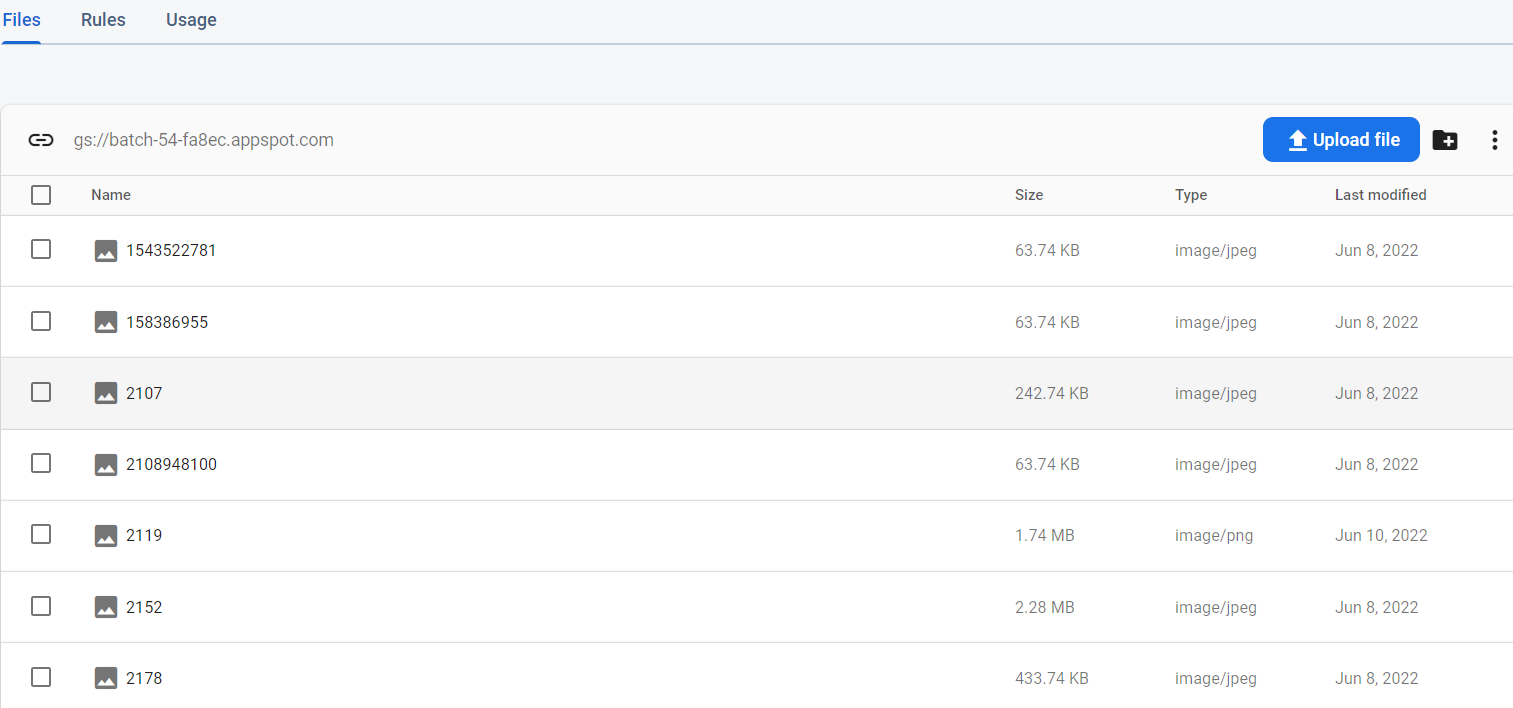 Files Rules Usage
gs://batch-54-fa8ec.appspot.com Upload file
Name Size Type Last modified
1543522781 63.74 KB image/jpeg Jun 8, 2022
158386955 63.74 KB image/jpeg Jun 8, 2022
2107 242.74 KB image/jpeg Jun 8, 2022
2108948100 63.74 KB image/jpeg Jun 8, 2022
2119 1.74 MB image/png Jun 10, 2022
2152 2.28 MB image/jpeg Jun 8, 2022
2178 433.74 KB image/jpeg Jun 8, 2022